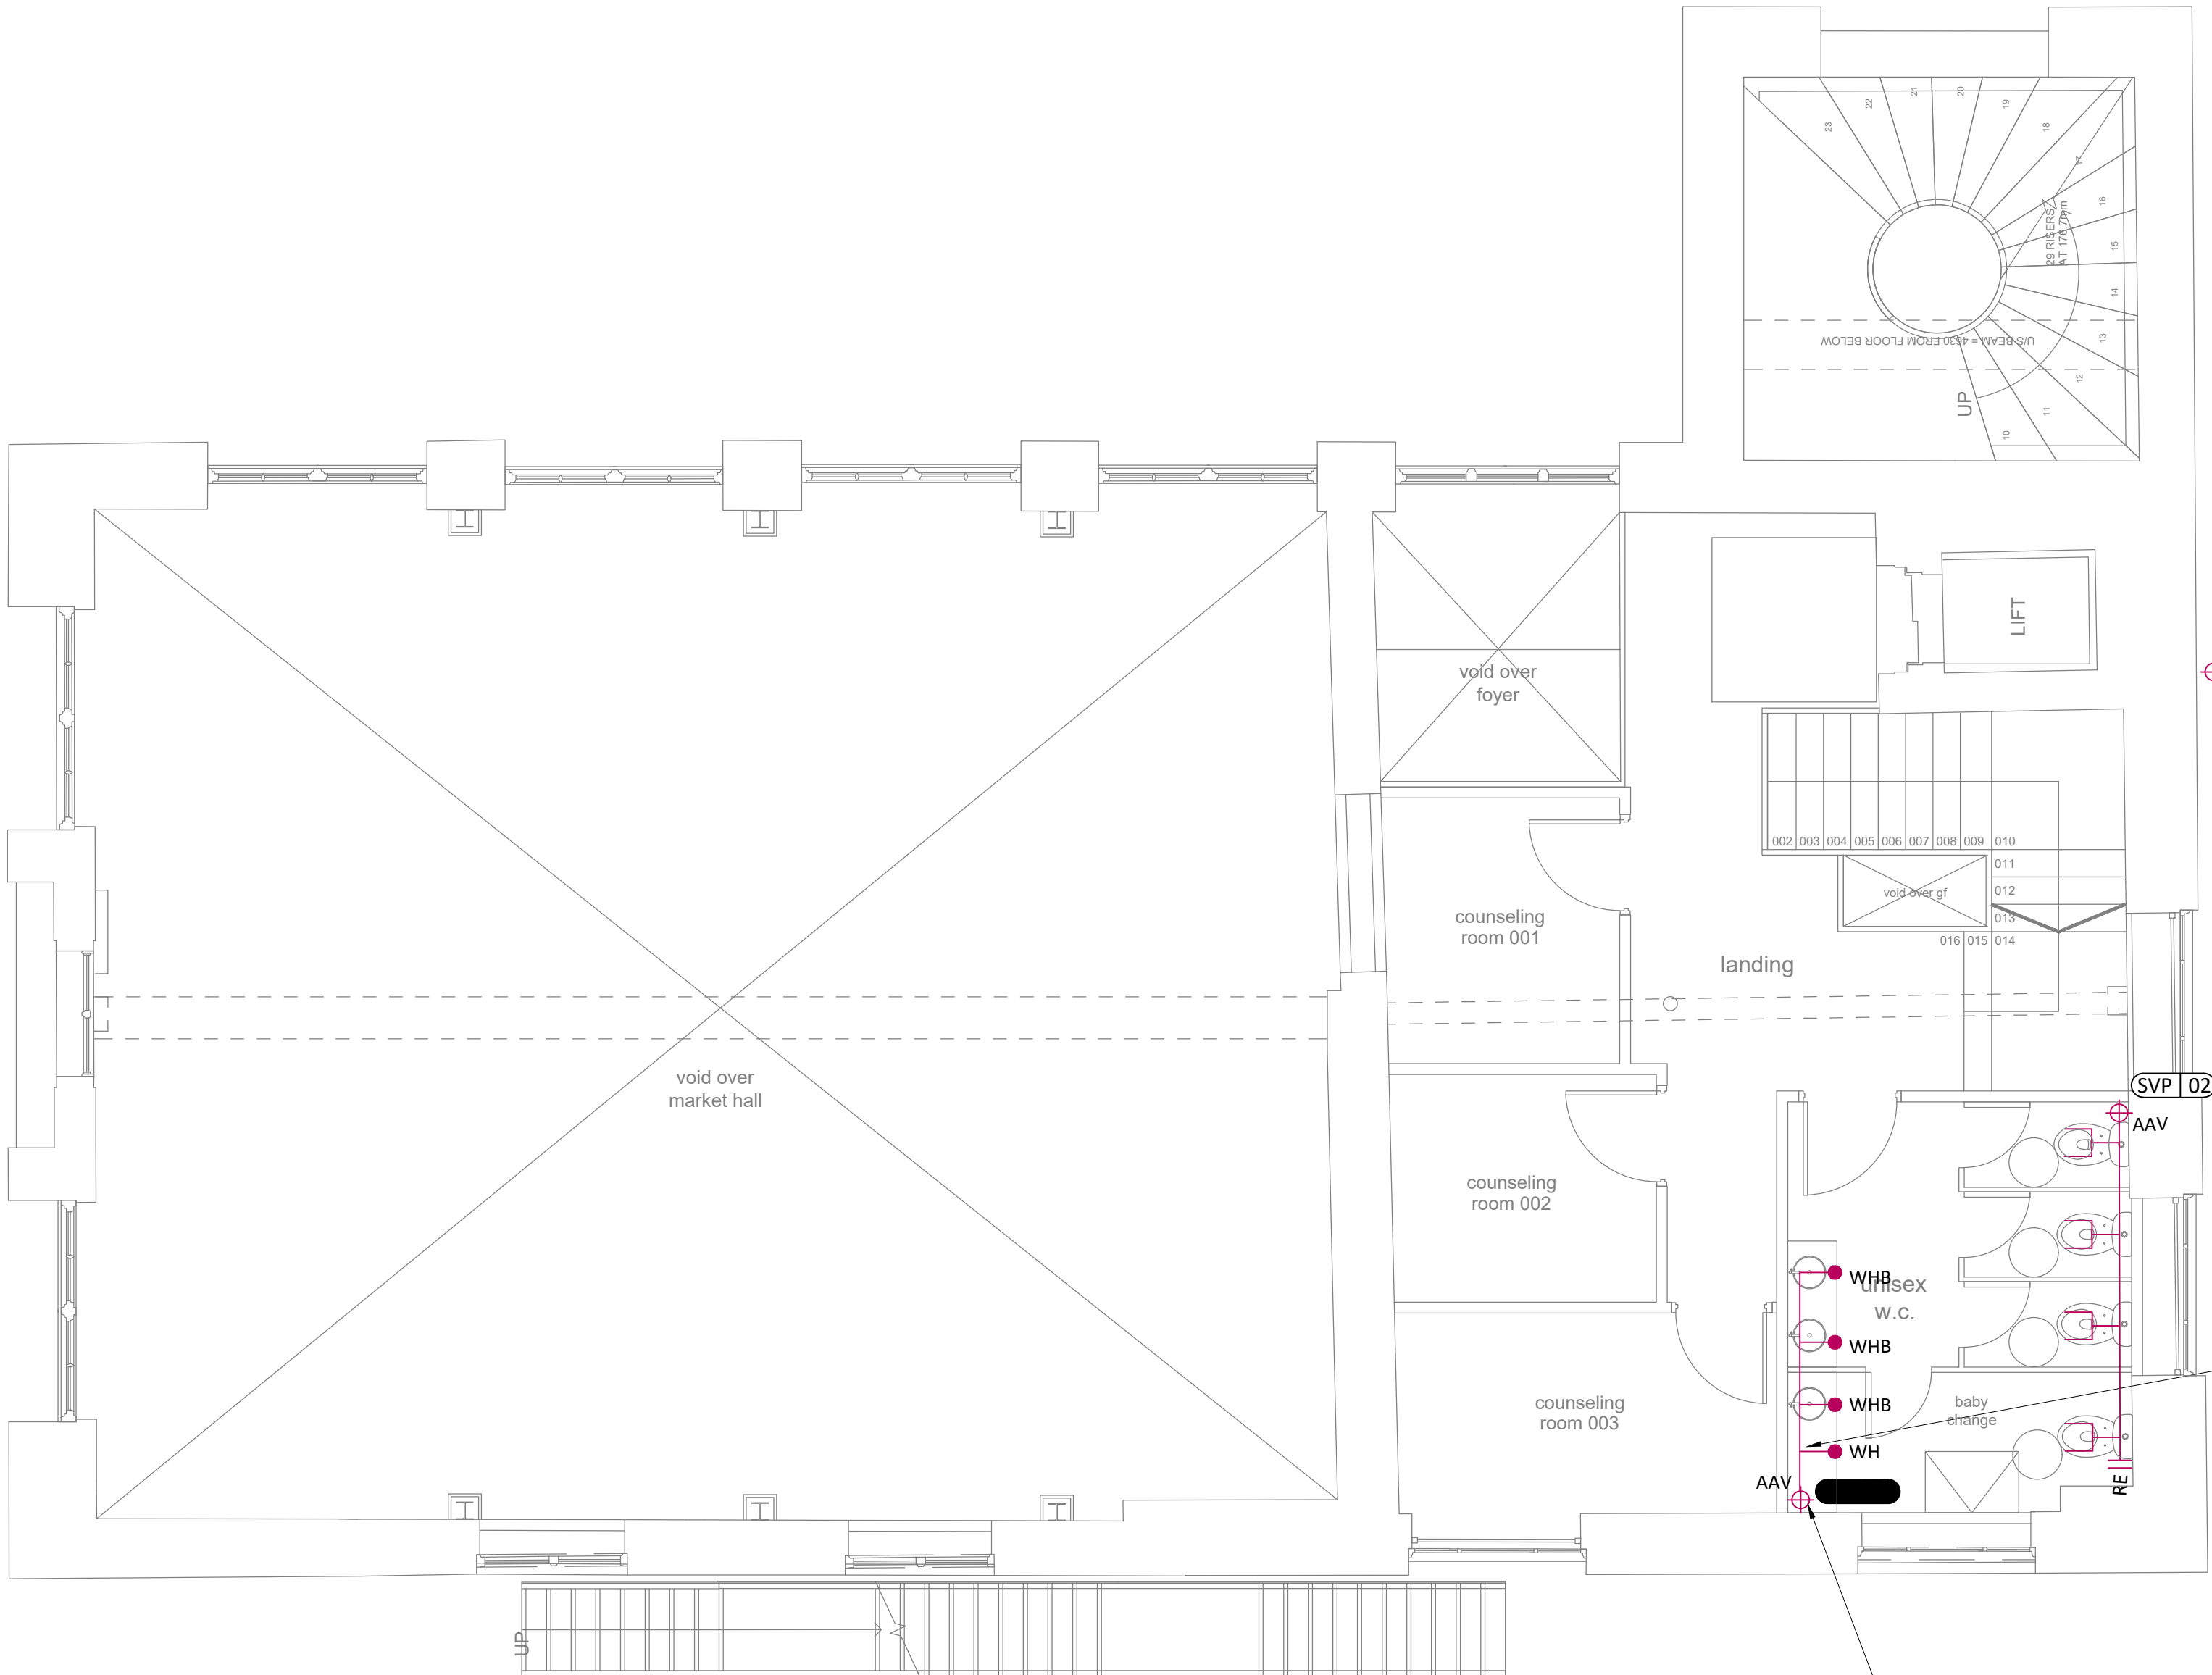 23
22
21
20
19
18
17
16
15
14
13
12
11
10
29 RISERS
AT 176.7mm
U/S BEAM = 4630 FROM FLOOR BELOW
UP
LIFT
void over
foyer
002 003 004 005 006 007 008 009 010
011
012
013
016 015 014
void over gf
counseling
room 001
landing
void over
market hall
SVP 02
AAV
counseling
room 002
WHB
unisex
w.c.
WHB
counseling
room 003
WHB
baby
change
WH
AAV
RE
UP